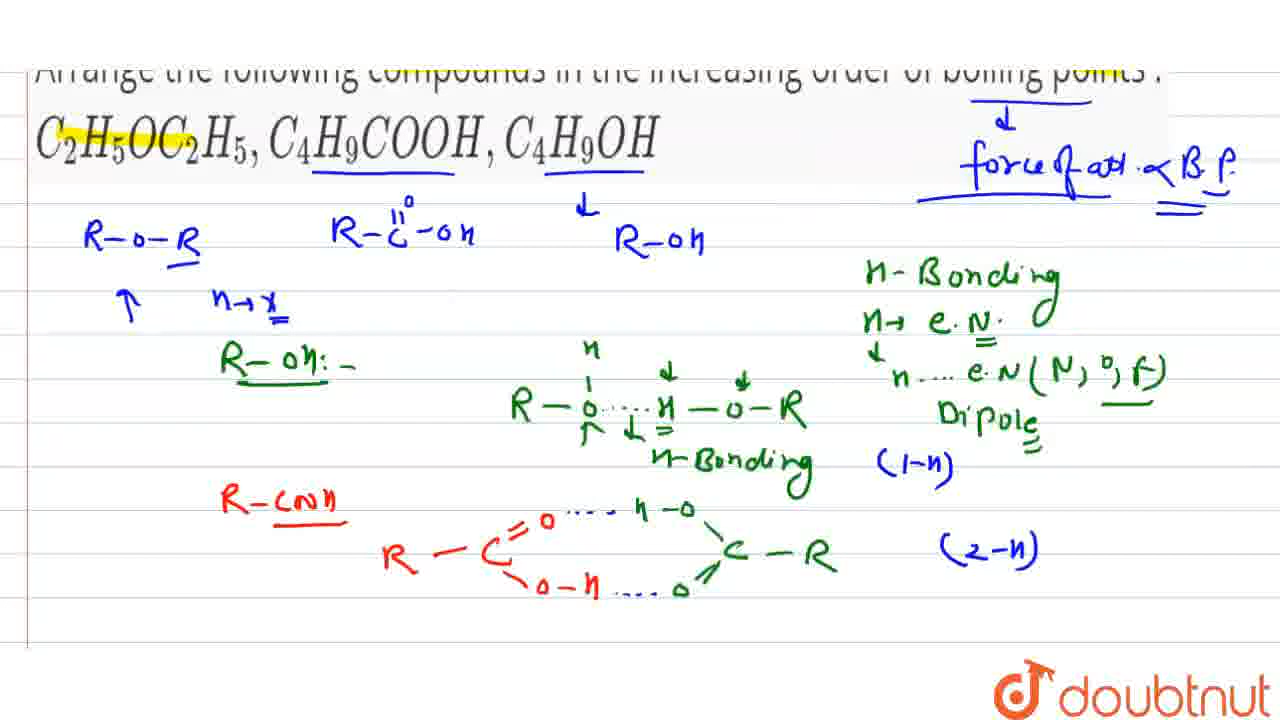 Arrange the following compounds in the increasing order of boiling points :
C₂H₅OC₂H₅, C₄H₉COOH, C₄H₉OH
force of att. ∝ B.P.
R-O-R
R-C-OH
O
R-OH
H-Bonding
H→ x
H→ e.N.
R-OH: -
H
H.... e.N (N, O, F)
R-O.....H-O-R
Dipole
H-Bonding
(1-H)
R-COOH
O....H-O
R-C
C-R
(2-H)
O-H....O
doubtnut